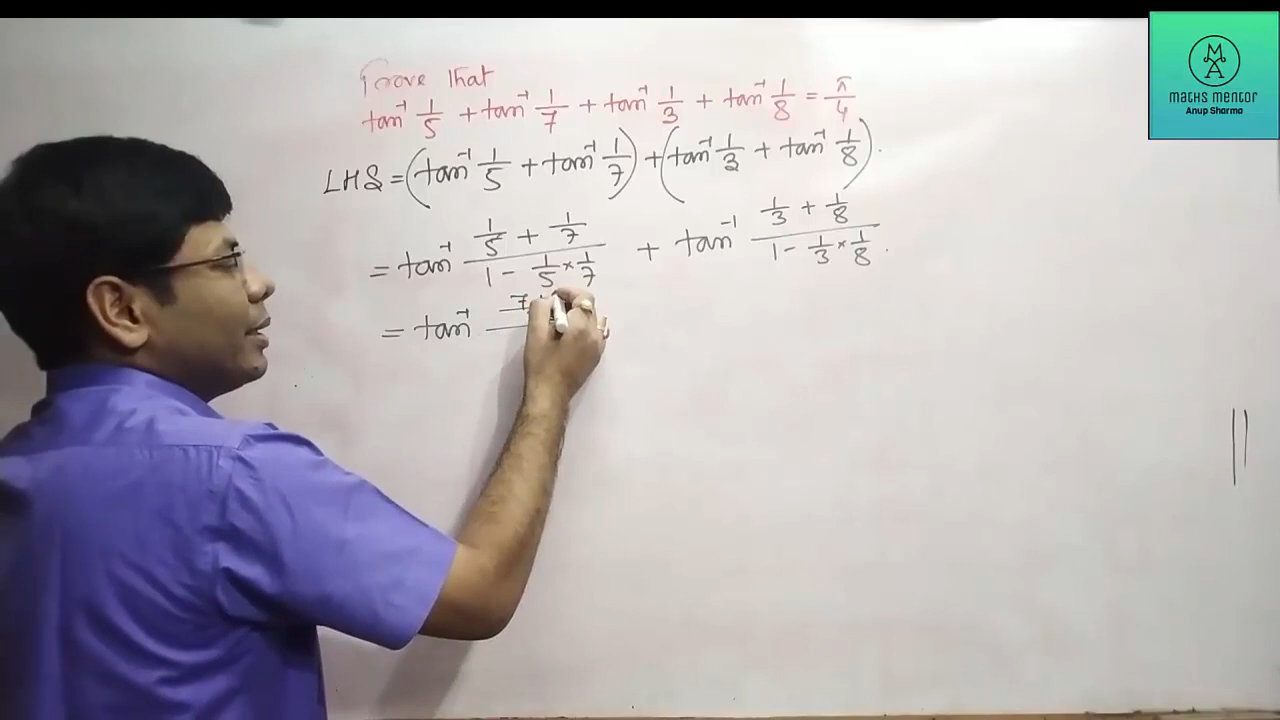 Prove that
tan⁻¹ 1/5 + tan⁻¹ 1/7 + tan⁻¹ 1/3 + tan⁻¹ 1/8 = π/4
LHS = (tan⁻¹ 1/5 + tan⁻¹ 1/7) + (tan⁻¹ 1/3 + tan⁻¹ 1/8).
= tan⁻¹ (1/5 + 1/7)/(1 - 1/5 × 1/7) + tan⁻¹ (1/3 + 1/8)/(1 - 1/3 × 1/8).
= tan⁻¹ 7
MA
MATHS MENTOR
Anup Sharma